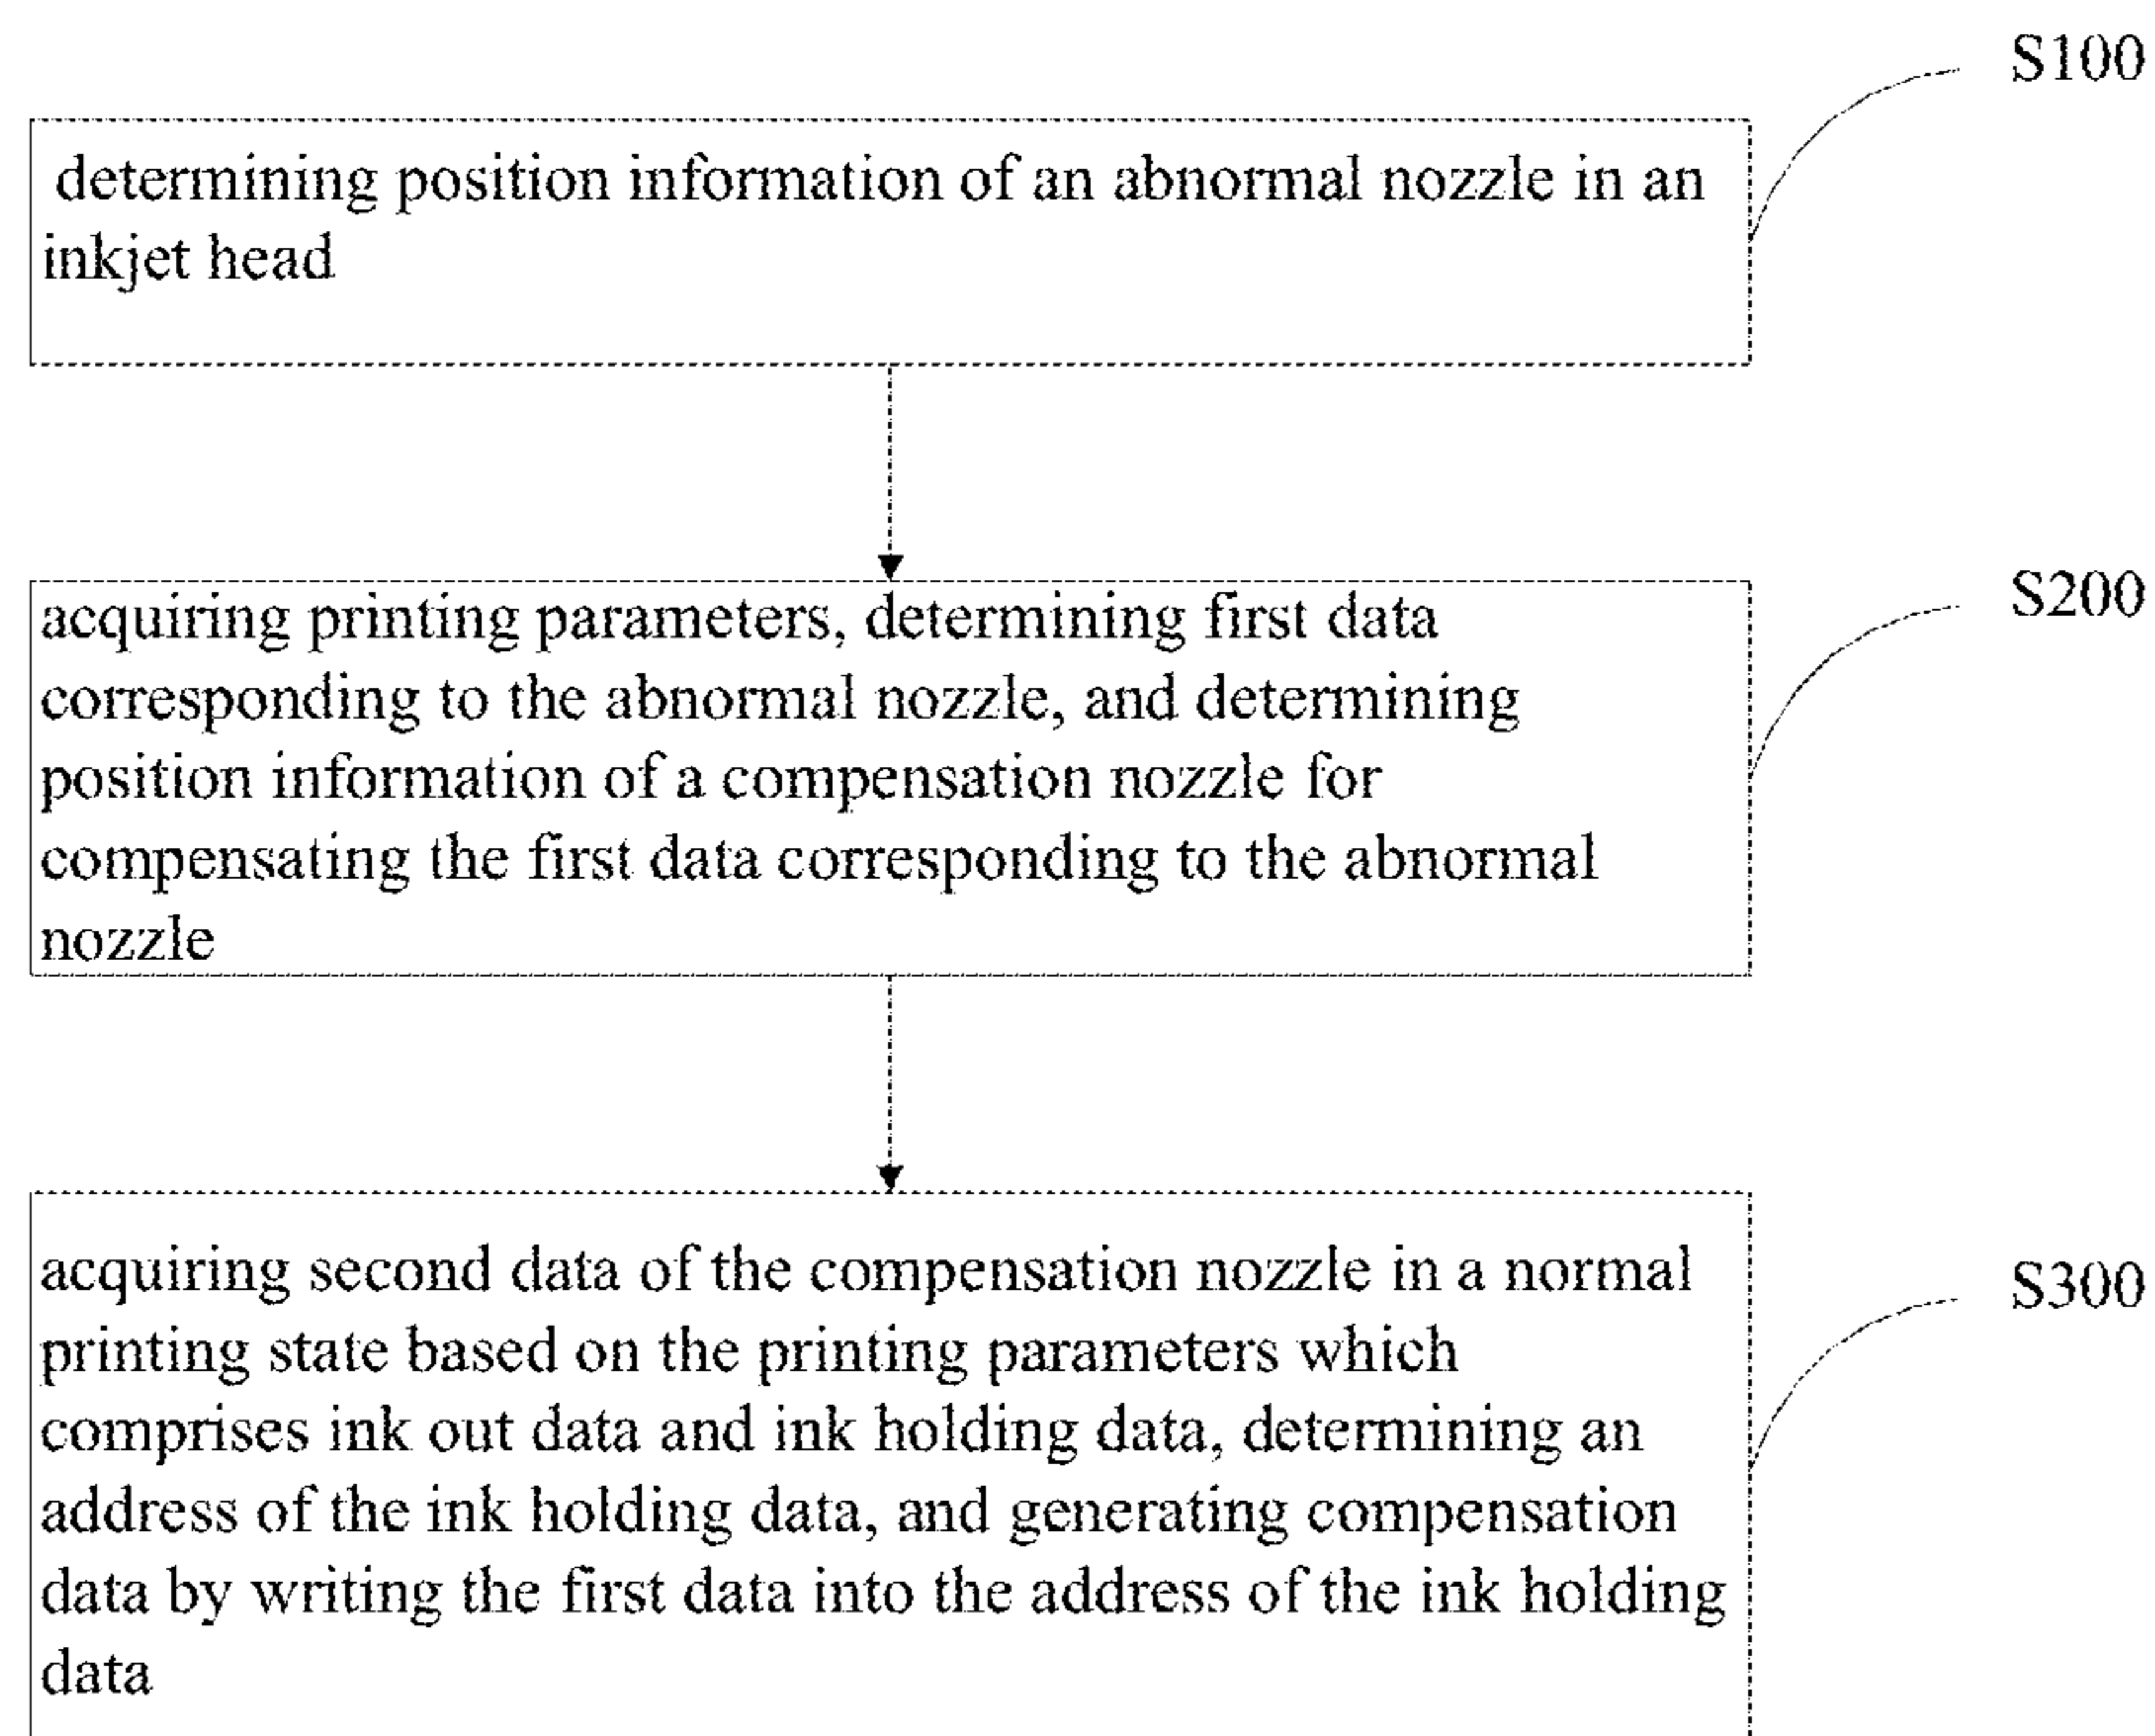 S100
determining position information of an abnormal nozzle in an
inkjet head
S200
acquiring printing parameters, determining first data
corresponding to the abnormal nozzle, and determining
position information of a compensation nozzle for
compensating the first data corresponding to the abnormal
nozzle
S300
acquiring second data of the compensation nozzle in a normal
printing state based on the printing parameters which
comprises ink out data and ink holding data, determining an
address of the ink holding data, and generating compensation
data by writing the first data into the address of the ink holding
data